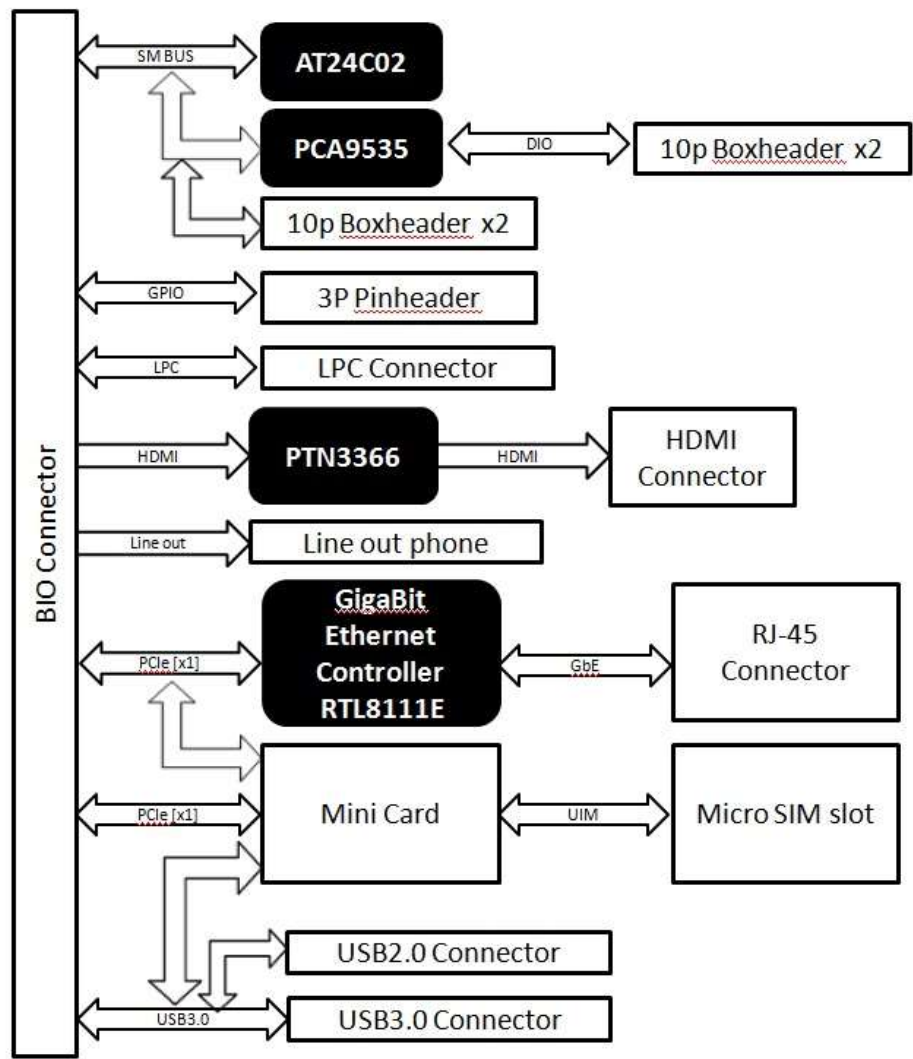 BIO Connector
SM BUS
AT24C02
PCA9535
DIO
10p Boxheader x2
10p Boxheader x2
GPIO
3P Pinheader
LPC
LPC Connector
HDMI
PTN3366
HDMI
HDMI
Connector
Line out
Line out phone
PCIe [x1]
GigaBit
Ethernet
Controller
RTL8111E
GbE
RJ-45
Connector
PCIe [x1]
Mini Card
UIM
Micro SIM slot
USB2.0 Connector
USB3.0
USB3.0 Connector